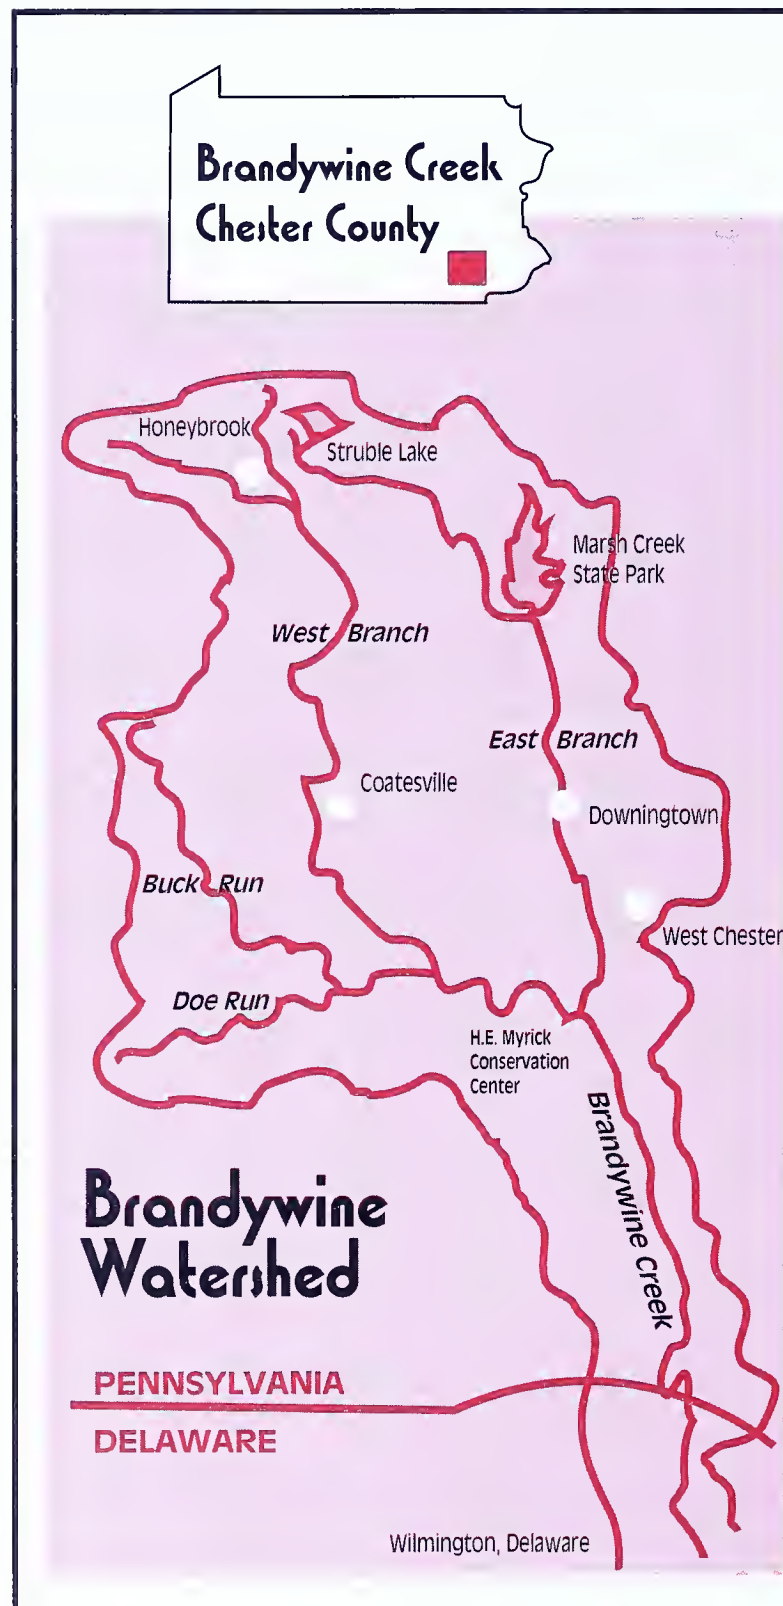 Brandywine Creek
Chester County
Honeybrook
Struble Lake
Marsh Creek
State Park
West Branch
East Branch
Coatesville
Downingtown
Buck Run
West Chester
Doe Run
H.E. Myrick
Conservation
Center
Brandywine Creek
Brandywine
Watershed
PENNSYLVANIA
DELAWARE
Wilmington, Delaware